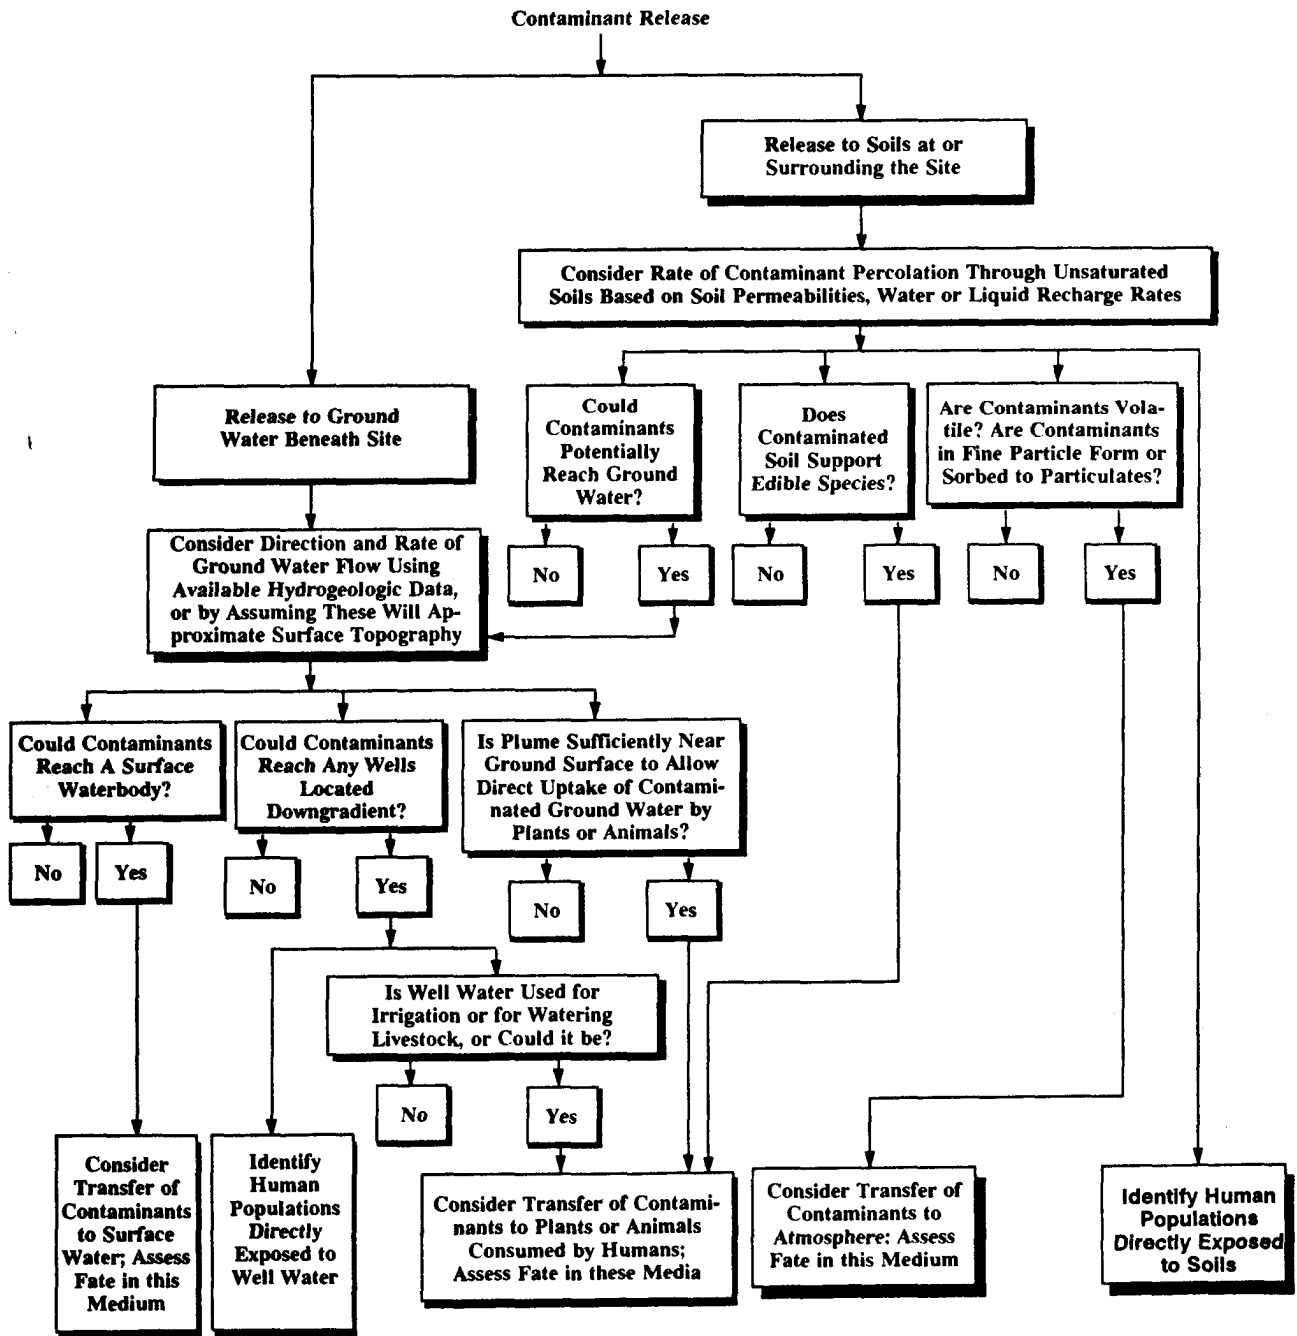 Contaminant Release
Release to Soils at or
Surrounding the Site
Consider Rate of Contaminant Percolation Through Unsaturated
Soils Based on Soil Permeabilities, Water or Liquid Recharge Rates
Release to Ground
Water Beneath Site
Could
Contaminants
Potentially
Reach Ground
Water?
Does
Contaminated
Soil Support
Edible Species?
Are Contaminants Vola-
tile? Are Contaminants
in Fine Particle Form or
Sorbed to Particulates?
Consider Direction and Rate of
Ground Water Flow Using
Available Hydrogeologic Data,
or by Assuming These Will Ap-
proximate Surface Topography
No
Yes
No
Yes
No
Yes
Could Contaminants
Reach A Surface
Waterbody?
Could Contaminants
Reach Any Wells
Located
Downgradient?
Is Plume Sufficiently Near
Ground Surface to Allow
Direct Uptake of Contami-
nated Ground Water by
Plants or Animals?
No
Yes
No
Yes
No
Yes
Is Well Water Used for
Irrigation or for Watering
Livestock, or Could it be?
No
Yes
Consider
Transfer of
Contaminants
to Surface
Water; Assess
Fate in this
Medium
Identify
Human
Populations
Directly
Exposed to
Well Water
Consider Transfer of Contami-
nants to Plants or Animals
Consumed by Humans;
Assess Fate in these Media
Consider Transfer of
Contaminants to
Atmosphere: Assess
Fate in this Medium
Identify Human
Populations
Directly Exposed
to Soils